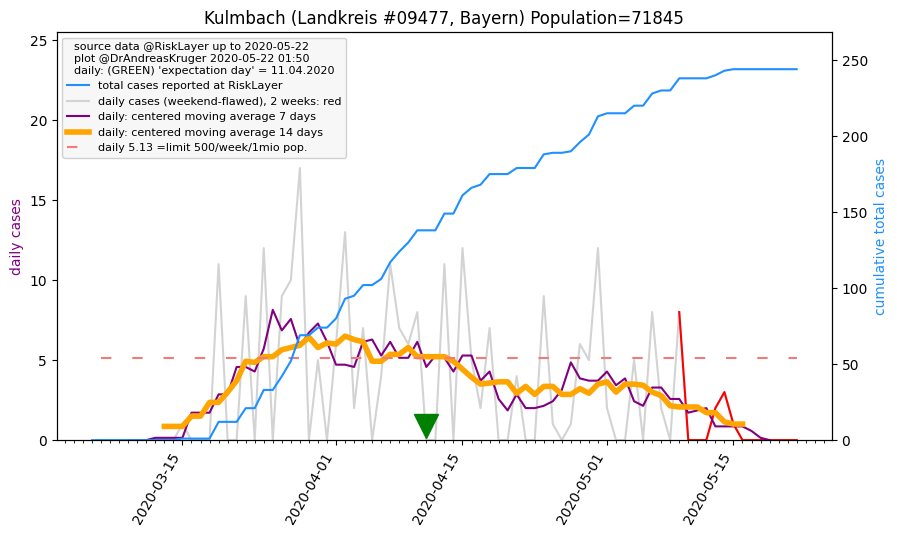 Kulmbach (Landkreis #09477, Bayern) Population=71845
source data @RiskLayer up to 2020-05-22
plot @DrAndreasKruger 2020-05-22 01:50
daily: (GREEN) 'expectation day' = 11.04.2020
total cases reported at RiskLayer
daily cases (weekend-flawed), 2 weeks: red
daily: centered moving average 7 days
daily: centered moving average 14 days
daily 5.13 =limit 500/week/1mio pop.
daily cases
25
20
15
10
5
0
cumulative total cases
250
200
150
100
50
0
2020-03-15
2020-04-01
2020-04-15
2020-05-01
2020-05-15